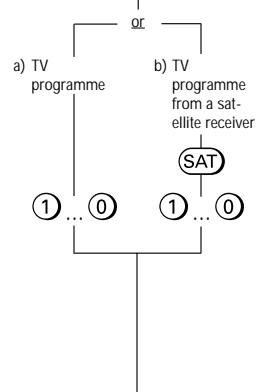 or
a) TV
programme
b) TV
programme
from a sat-
ellite receiver
SAT
1 ... 0
1 ... 0